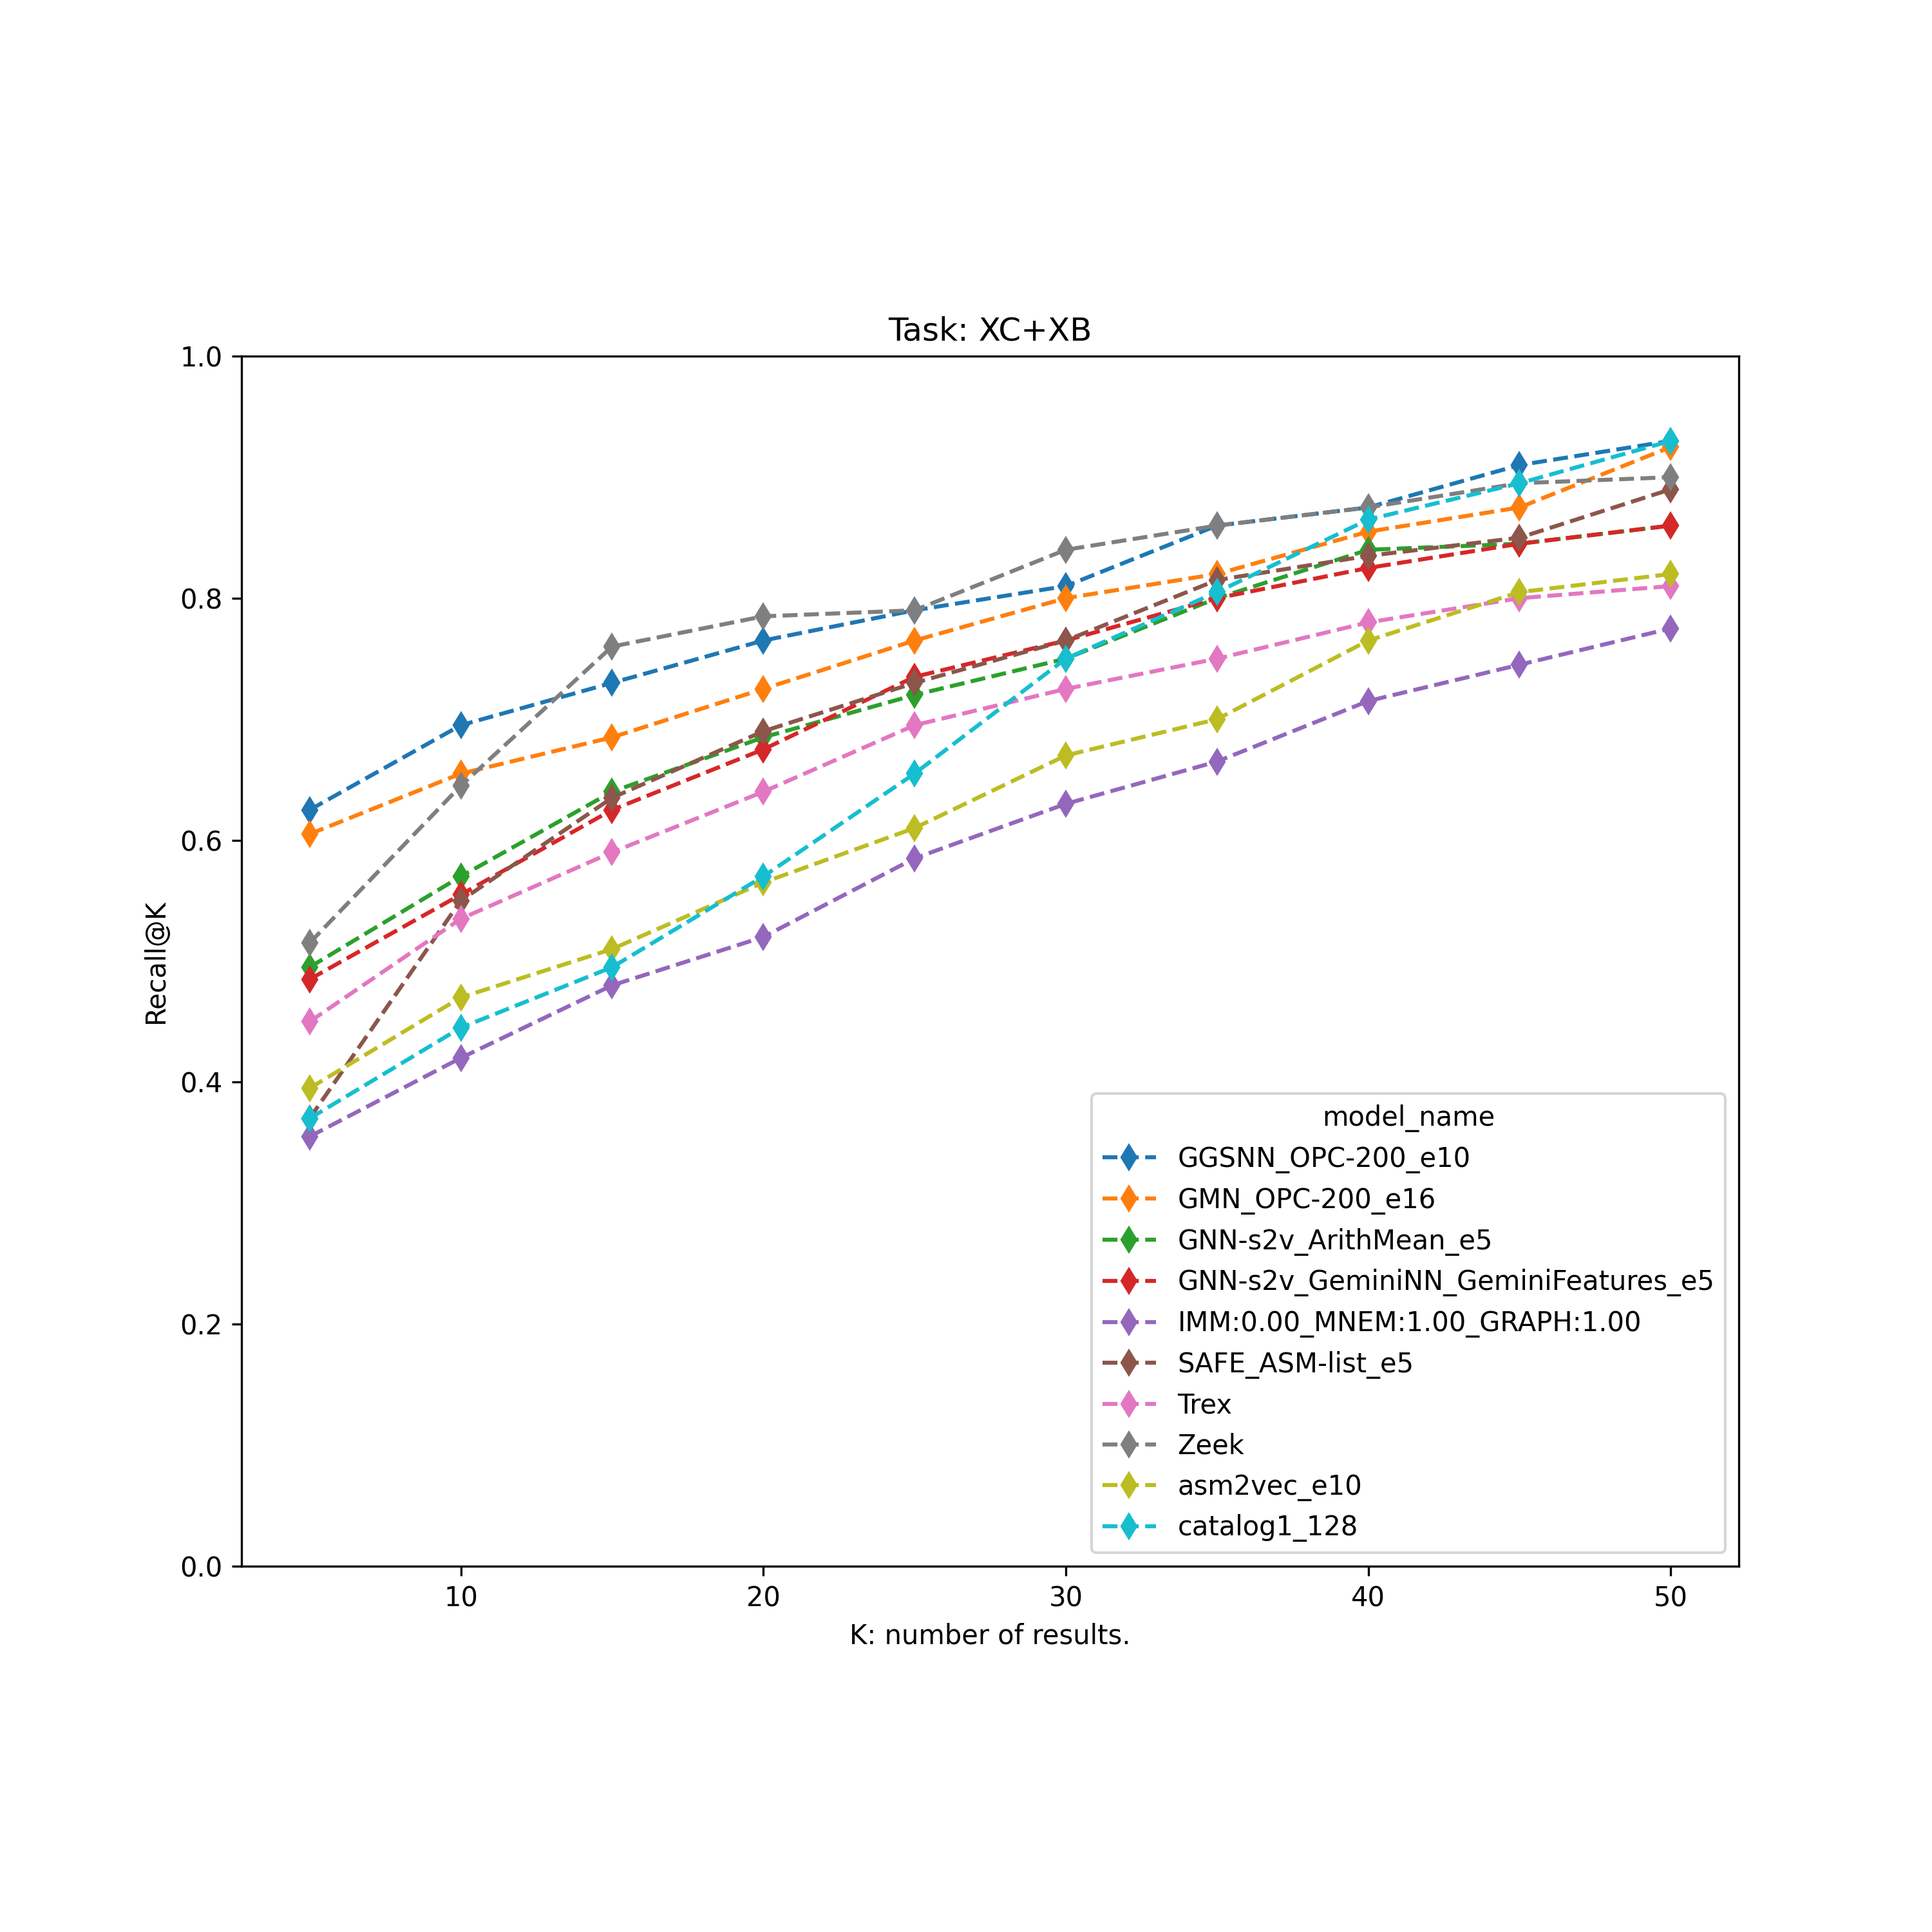 Task: XC+XB
1.0
0.8
0.6
0.4
0.2
0.0
Recall@K
10 20 30 40 50
K: number of results.
model_name
GGSNN_OPC-200_e10
GMN_OPC-200_e16
GNN-s2v_ArithMean_e5
GNN-s2v_GeminiNN_GeminiFeatures_e5
IMM:0.00_MNEM:1.00_GRAPH:1.00
SAFE_ASM-list_e5
Trex
Zeek
asm2vec_e10
catalog1_128